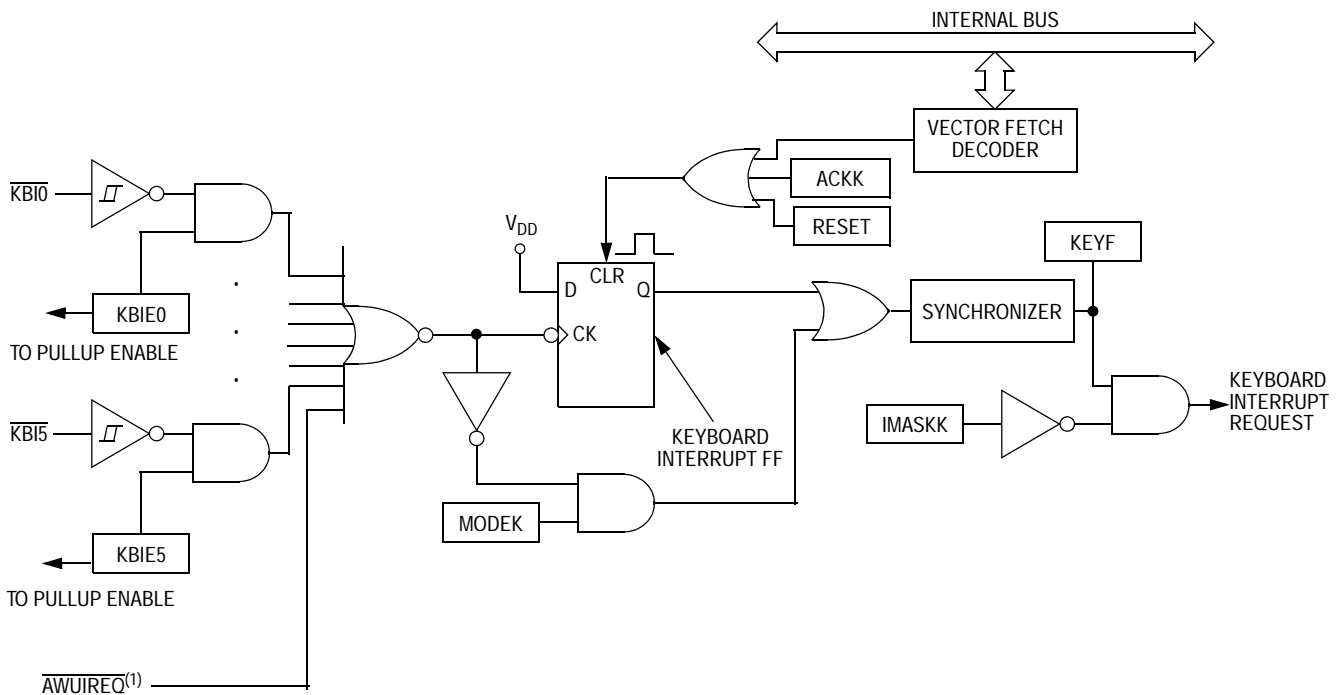 INTERNAL BUS
VECTOR FETCH
DECODER
ACKK
RESET
KBI0
VDD
KEYF
CLR
D
Q
CK
SYNCHRONIZER
KBIE0
TO PULLUP ENABLE
KBI5
KEYBOARD
INTERRUPT FF
IMASKK
KEYBOARD
INTERRUPT
REQUEST
MODEK
KBIE5
TO PULLUP ENABLE
AWUIREQ(1)